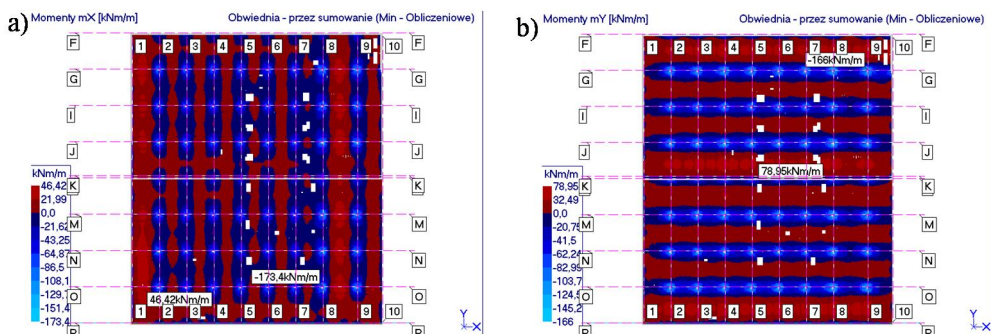 a)
Momenty mX [kNm/m]
Obwiednia - przez sumowanie (Min - Obliczeniowe)
F 1 2 3 4 5 6 7 8 9 10 F
G G
I I
J J
kNm/m
46,42
21,99
0,0
-21,62
-43,25
-64,87
-86,5
-108,1
-129,7
-151,4
-173,4
K K
M M
N N
O O
P P
-173,4kNm/m
46,42kNm/m
1 2 3 4 5 6 7 8 9 10
Y
X
b)
Momenty mY [kNm/m]
Obwiednia - przez sumowanie (Min - Obliczeniowe)
F 1 2 3 4 5 6 7 8 9 10 F
-166kNm/m
G G
I I
J J
78,95kNm/m
kNm/m
78,95
32,49
0,0
-20,75
-41,5
-62,24
-82,99
-103,7
-124,5
-145,2
-166
K K
M M
N N
O O
P P
1 2 3 4 5 6 7 8 9 10
Y
X